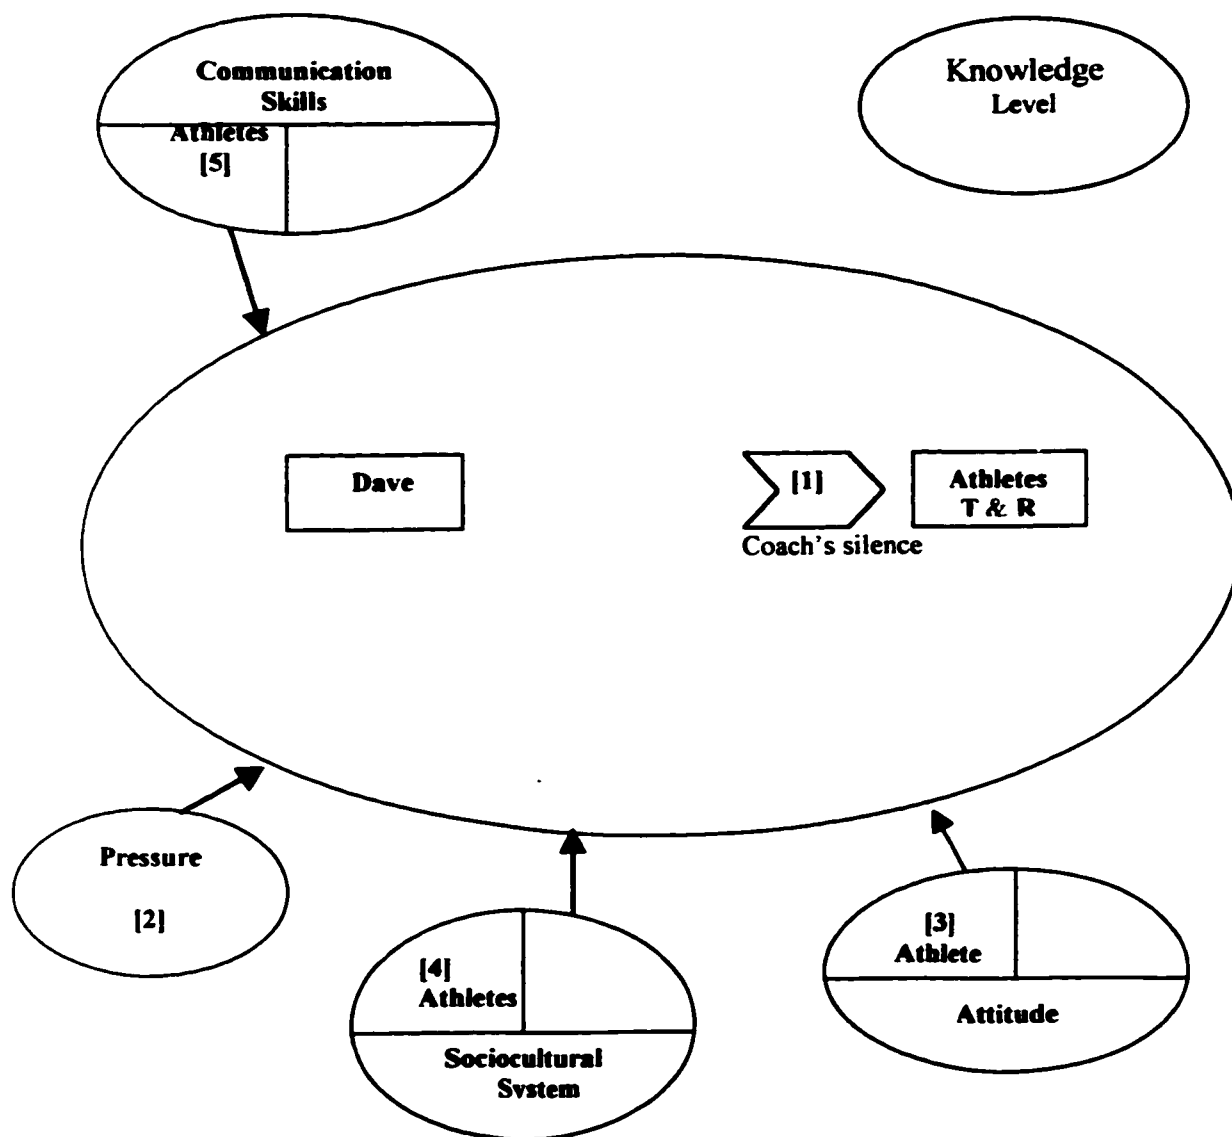 Communication
Skills
Athletes
[5]
Knowledge
Level
Dave
[1]
Coach's silence
Athletes
T & R
Pressure
[2]
[4]
Athletes
Sociocultural
System
[3]
Athlete
Attitude